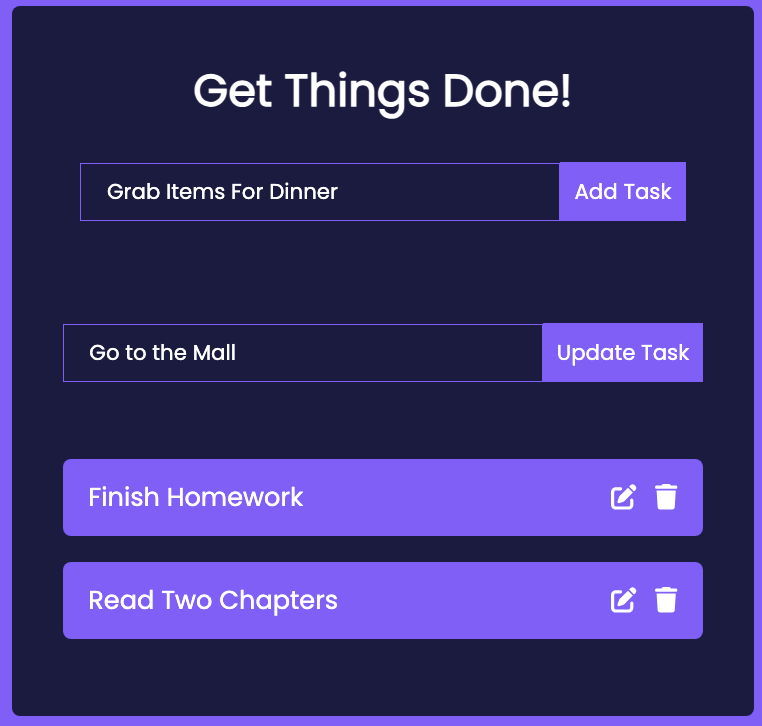 Get Things Done!
Grab Items For Dinner
Add Task
Go to the Mall
Update Task
Finish Homework
Read Two Chapters